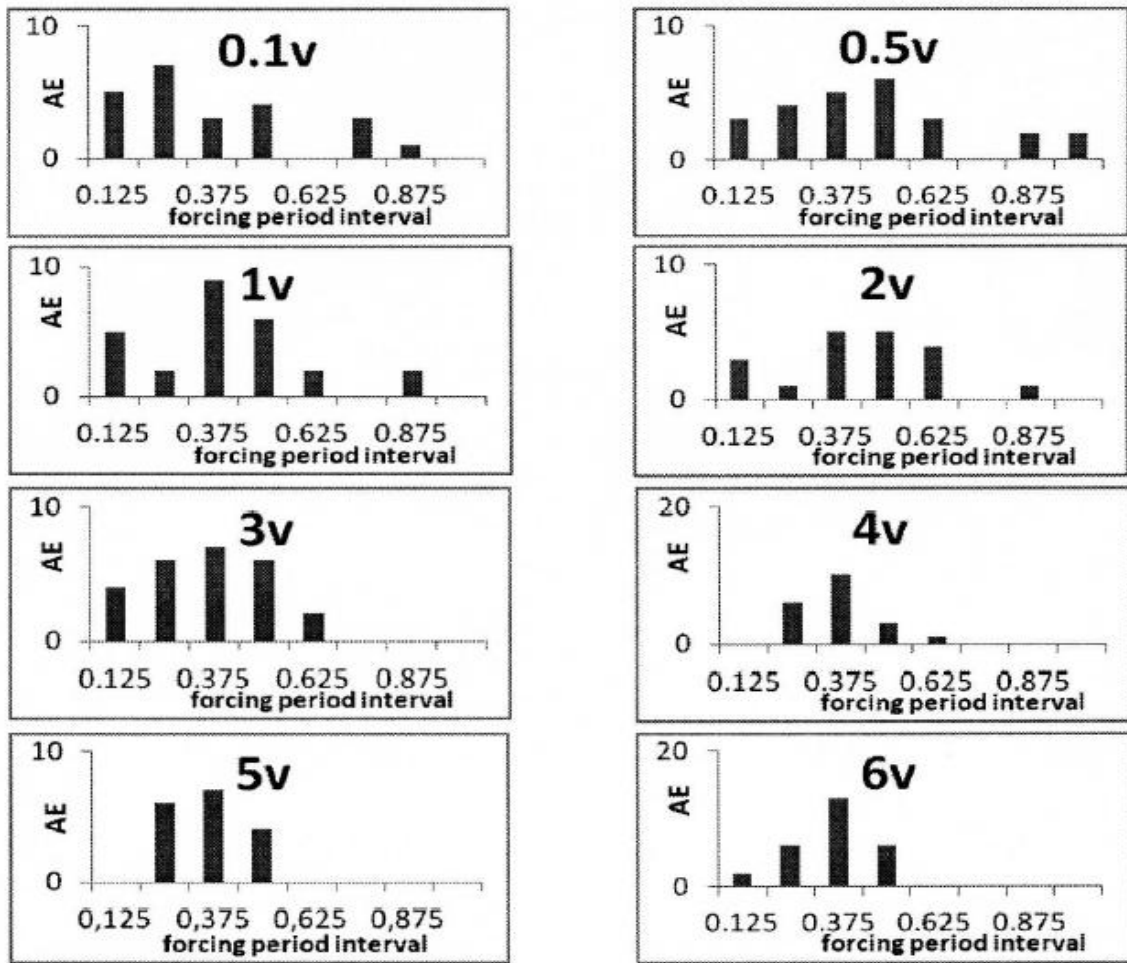 10
0.1v
AE
0
0.125 0.375 0.625 0.875
forcing period interval
10
0.5v
AE
0
0.125 0.375 0.625 0.875
forcing period interval
10
1v
AE
0
0.125 0.375 0.625 0.875
forcing period interval
10
2v
AE
0
0.125 0.375 0.625 0.875
forcing period interval
10
3v
AE
0
0.125 0.375 0.625 0.875
forcing period interval
20
4v
AE
0
0.125 0.375 0.625 0.875
forcing period interval
10
5v
AE
0
0,125 0,375 0,625 0,875
forcing period interval
20
6v
AE
0
0.125 0.375 0.625 0.875
forcing period interval